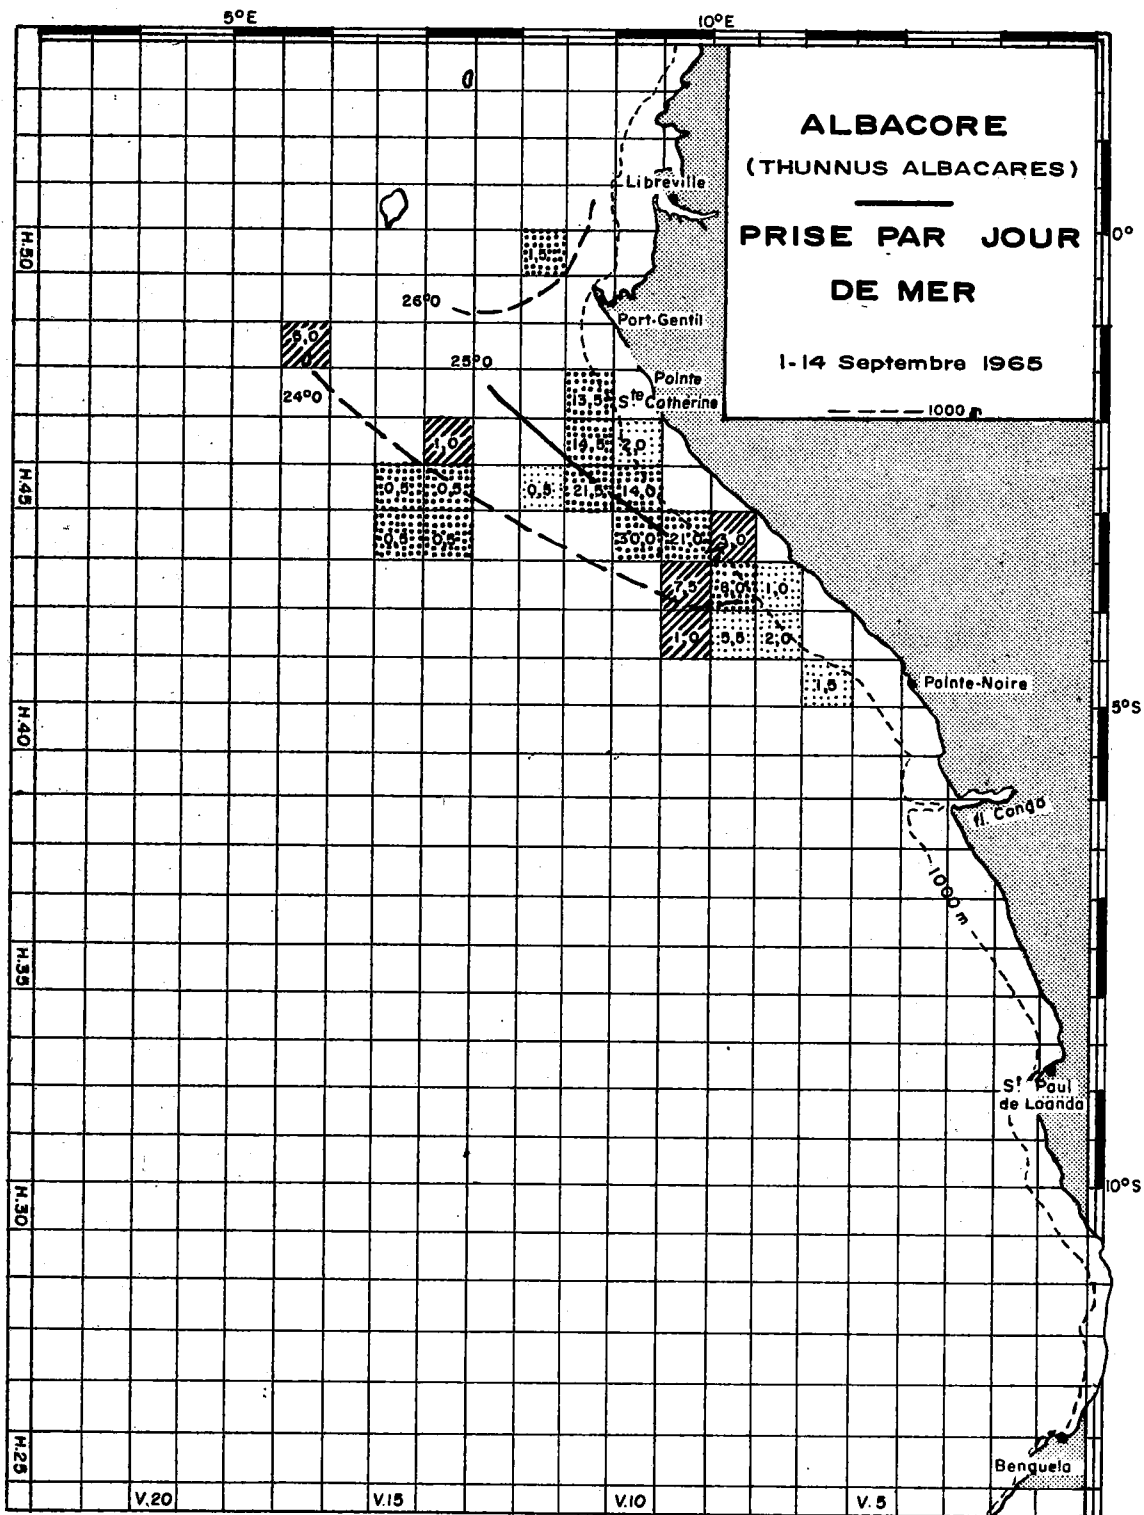 5°E
10°E
ALBACORE
(THUNNUS ALBACARES)
PRISE PAR JOUR
DE MER
1-14 Septembre 1965
1000
Libreville
0°
H.50
1,5
26°0
Port-Gentil
5,0
25°0
24°0
Pointe
Ste Catherine
13,5
1,0
14,5
2,0
H.45
0,5
0,5
0,5
21,5
14,0
0,5
0,5
30,0
21,0
3,0
7,5
8,0
1,0
1,0
5,5
2,0
1,5
Pointe-Noire
5°S
H.40
fl. Congo
1000 m
H.35
St Paul
de Loanda
10°S
H.30
H.25
Benguela
V.20
V.15
V.10
V.5